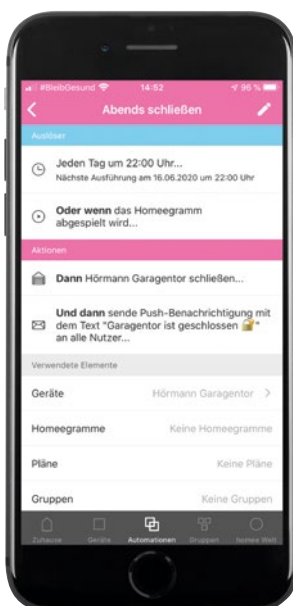 #BleibGesund 14:52 96 %
Abends schließen
Auslöser
Jeden Tag um 22:00 Uhr...
Nächste Ausführung am 16.06.2020 um 22:00 Uhr
Oder wenn das Homeegramm
abgespielt wird...
Aktionen
Dann Hörmann Garagentor schließen...
Und dann sende Push-Benachrichtigung mit
dem Text "Garagentor ist geschlossen 🔐"
an alle Nutzer...
Verwendete Elemente
Geräte Hörmann Garagentor >
Homeegramme Keine Homeegramme
Pläne Keine Pläne
Gruppen Keine Gruppen
Zuhause Geräte Automationen Gruppen homee Welt